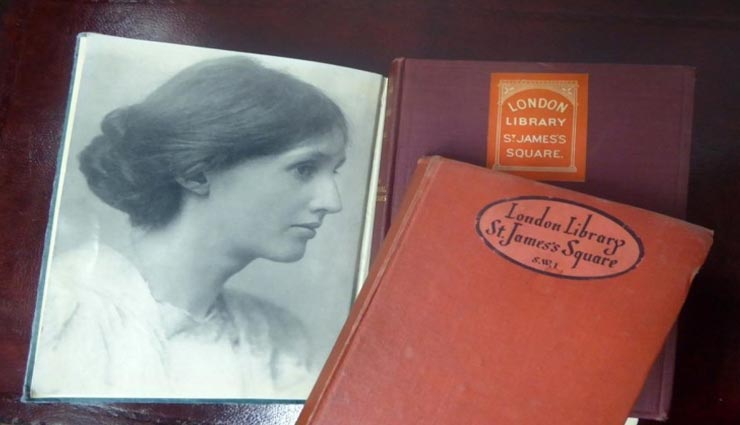 LONDON
LIBRARY
ST JAMES'S
SQUARE.
London Library
St. James's Square
S.W.1.